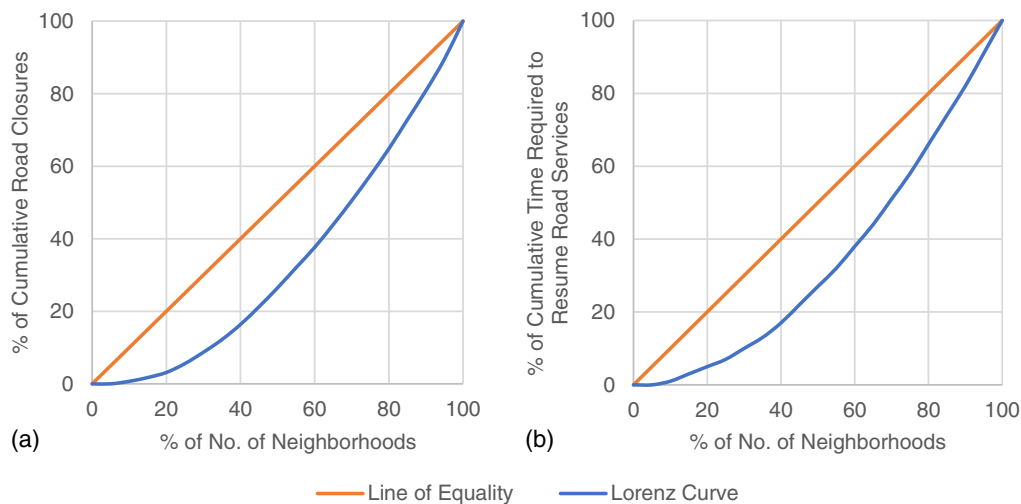 % of Cumulative Road Closures
100
80
60
40
20
0
0 20 40 60 80 100
(a)
% of No. of Neighborhoods
% of Cumulative Time Required to
Resume Road Services
100
80
60
40
20
0
0 20 40 60 80 100
(b)
% of No. of Neighborhoods
Line of Equality Lorenz Curve